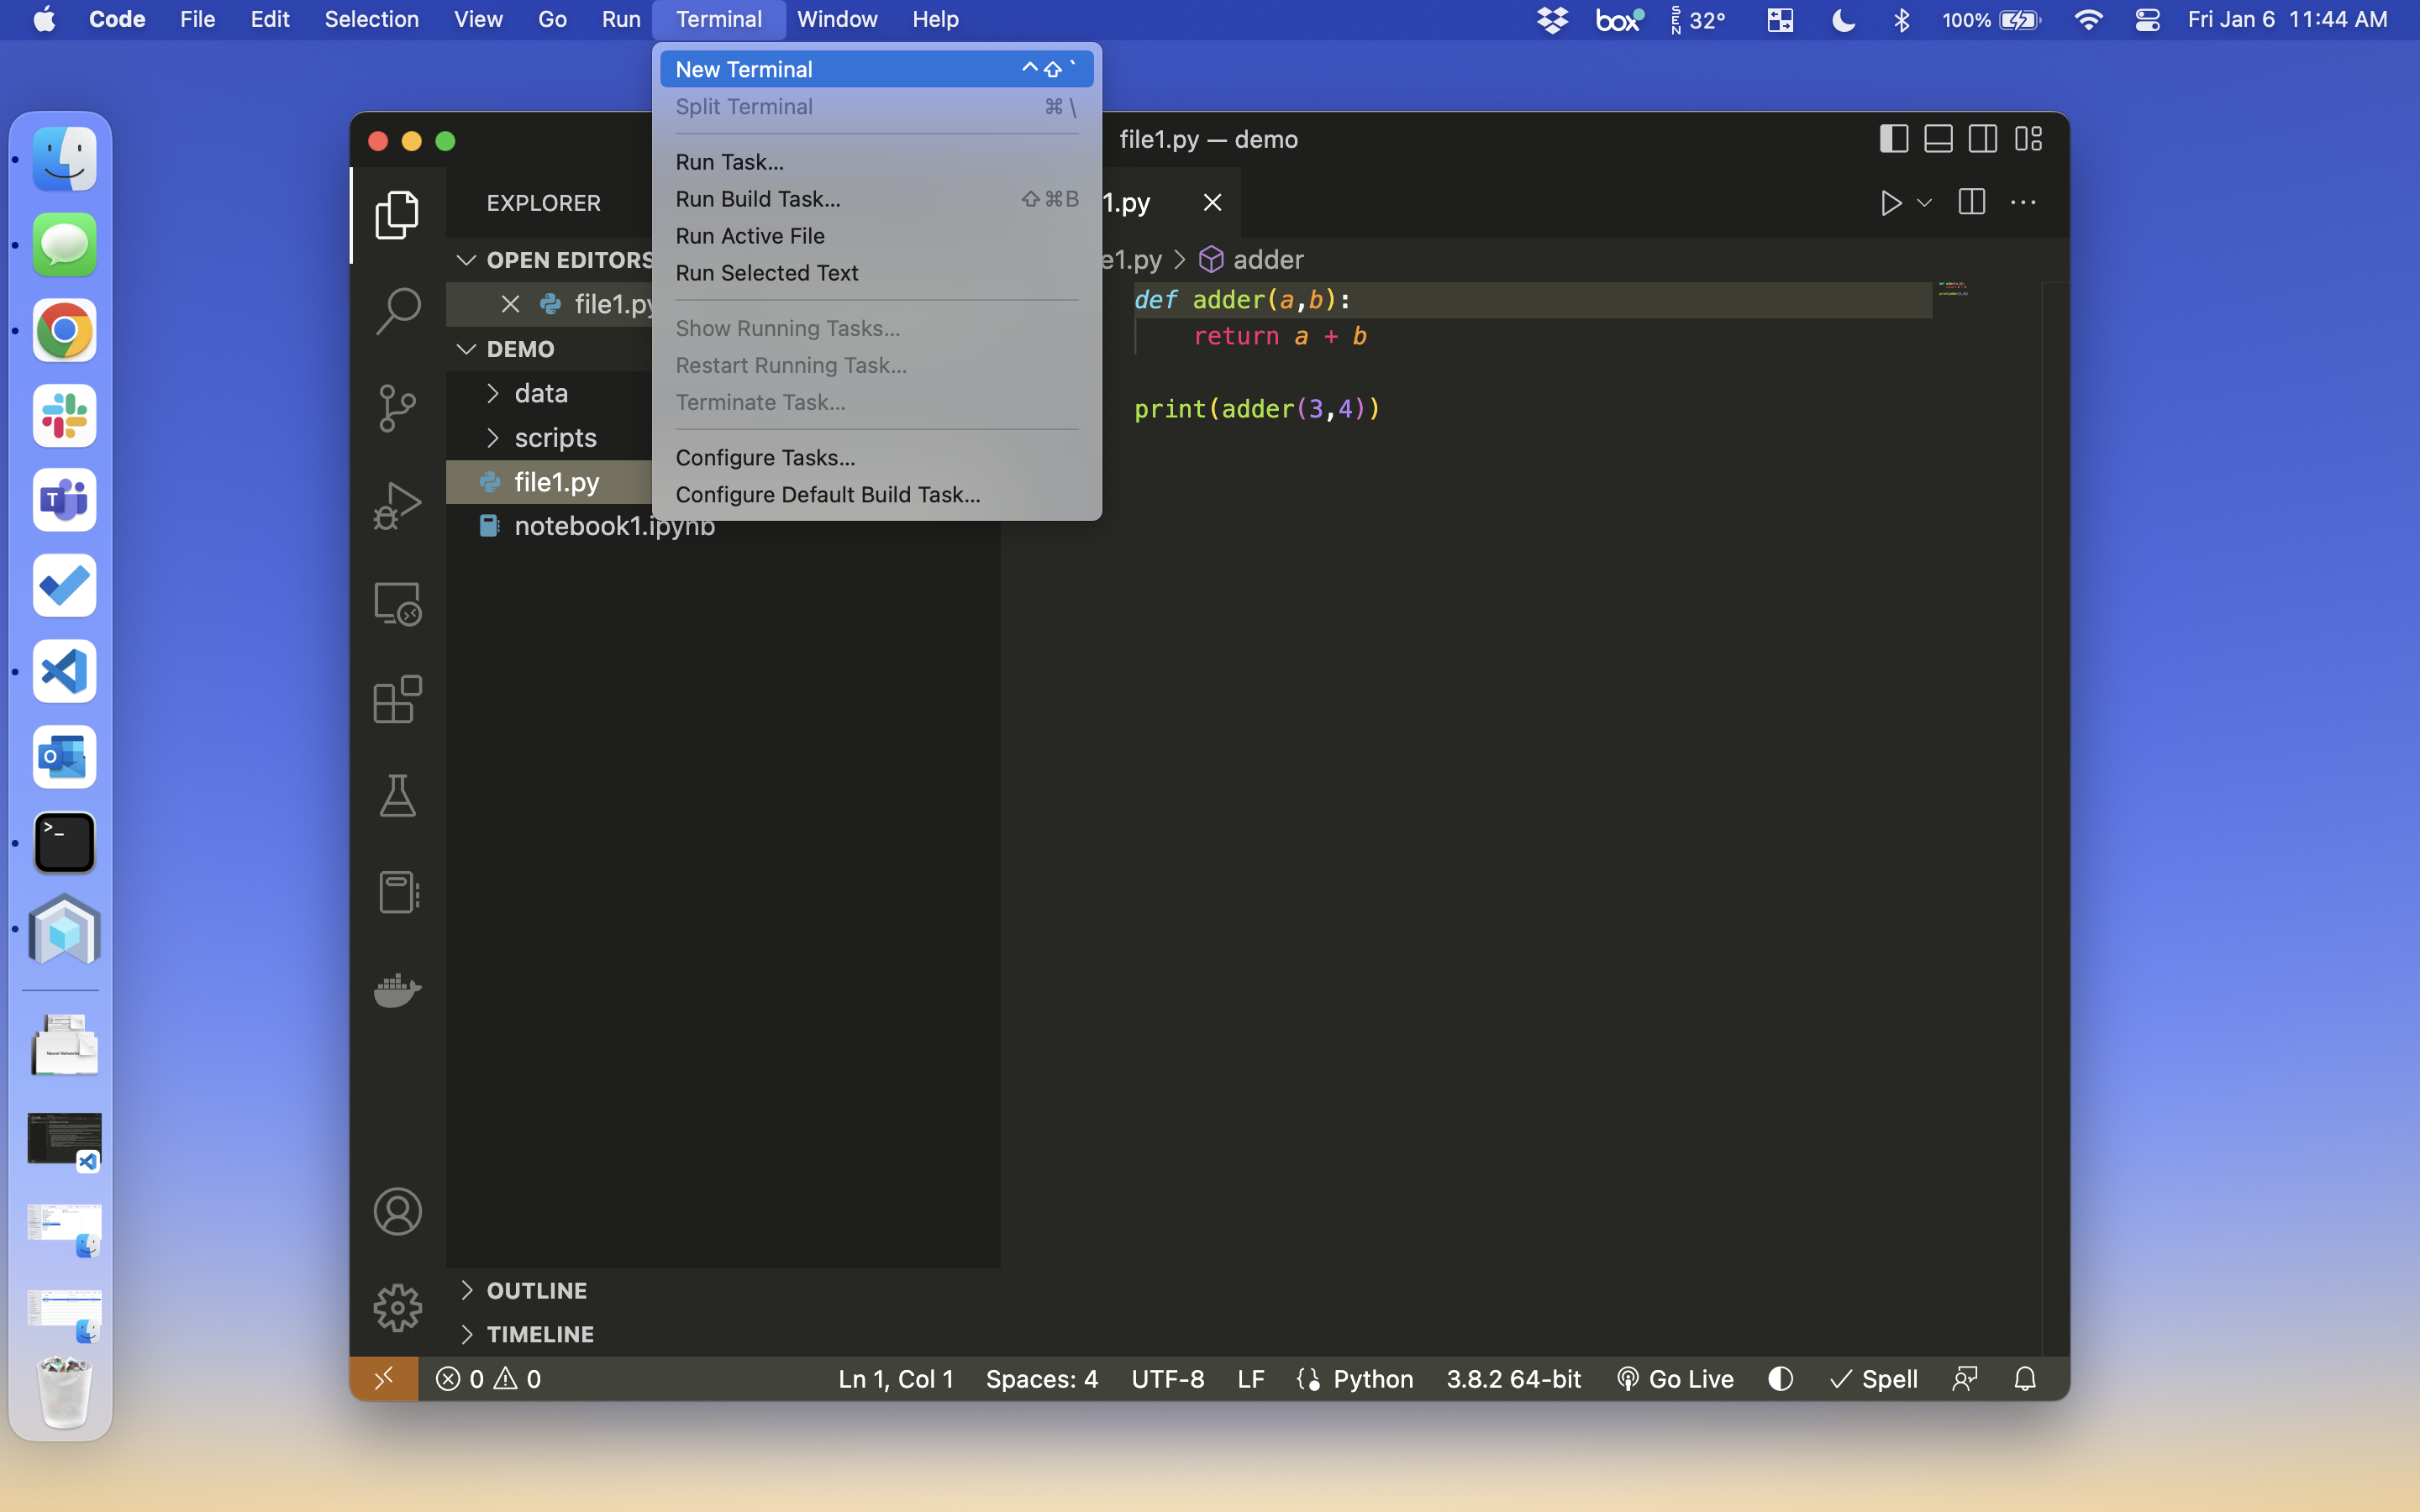 Code File Edit Selection View Go Run Terminal Window Help
box SEN 32° 100% Fri Jan 6 11:44 AM
New Terminal ^⇧`
Split Terminal ⌘\
Run Task...
Run Build Task... ⇧⌘B
Run Active File
Run Selected Text
Show Running Tasks...
Restart Running Task...
Terminate Task...
Configure Tasks...
Configure Default Build Task...
file1.py — demo
EXPLORER
1.py
OPEN EDITORS
e1.py > adder
file1.py
DEMO
data
scripts
file1.py
notebook1.ipynb
def adder(a,b):
return a + b
print(adder(3,4))
OUTLINE
TIMELINE
0 0 Ln 1, Col 1 Spaces: 4 UTF-8 LF {} Python 3.8.2 64-bit Go Live Spell
T
O
>_